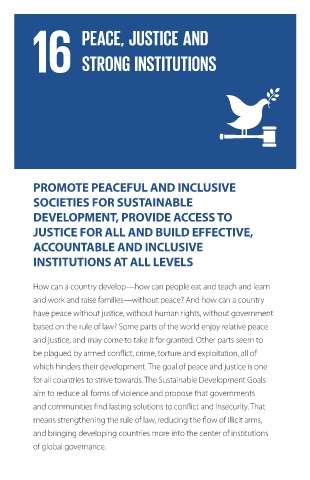 16 PEACE, JUSTICE AND
STRONG INSTITUTIONS
PROMOTE PEACEFUL AND INCLUSIVE
SOCIETIES FOR SUSTAINABLE
DEVELOPMENT, PROVIDE ACCESS TO
JUSTICE FOR ALL AND BUILD EFFECTIVE,
ACCOUNTABLE AND INCLUSIVE
INSTITUTIONS AT ALL LEVELS
How can a country develop—how can people eat and teach and learn
and work and raise families—without peace? And how can a country
have peace without justice, without human rights, without government
based on the rule of law? Some parts of the world enjoy relative peace
and justice, and may come to take it for granted. Other parts seem to
be plagued by armed conflict, crime, torture and exploitation, all of
which hinders their development. The goal of peace and justice is one
for all countries to strive towards. The Sustainable Development Goals
aim to reduce all forms of violence and propose that governments
and communities find lasting solutions to conflict and insecurity. That
means strengthening the rule of law, reducing the flow of illicit arms,
and bringing developing countries more into the center of institutions
of global governance.